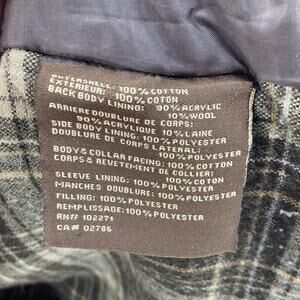 OUTERSHELL: 100% COTTON
EXTERIEUR: 100% COTON
BACK BODY LINING: 90% ACRYLIC
10% WOOL
ARRIERE DOUBLURE DE CORPS:
90% ACRYLIQUE 10% LAINE
SIDE BODY LINING: 100% POLYESTER
DOUBLURE DE CORPS LATERAL:
100% POLYESTER
BODY & COLLAR FACING: 100% COTTON
CORPS & REVETEMENT DE COLLIER:
100% COTON
SLEEVE LINING: 100% POLYESTER
MANCHES DOUBLURE: 100% POLYESTER
FILLING: 100% POLYESTER
REMPLISSAGE: 100% POLYESTER
RN# 102271
CA# 02786